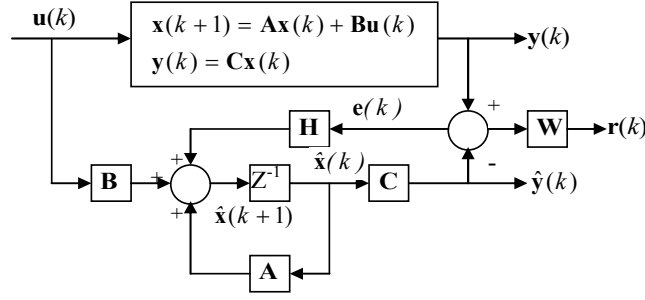 u(k)
x(k+1) = Ax(k) + Bu(k)
y(k) = Cx(k)
y(k)
e(k)
+
H
W
r(k)
x̂(k)
-
+
B
+
Z⁻¹
C
ŷ(k)
+
x̂(k+1)
A